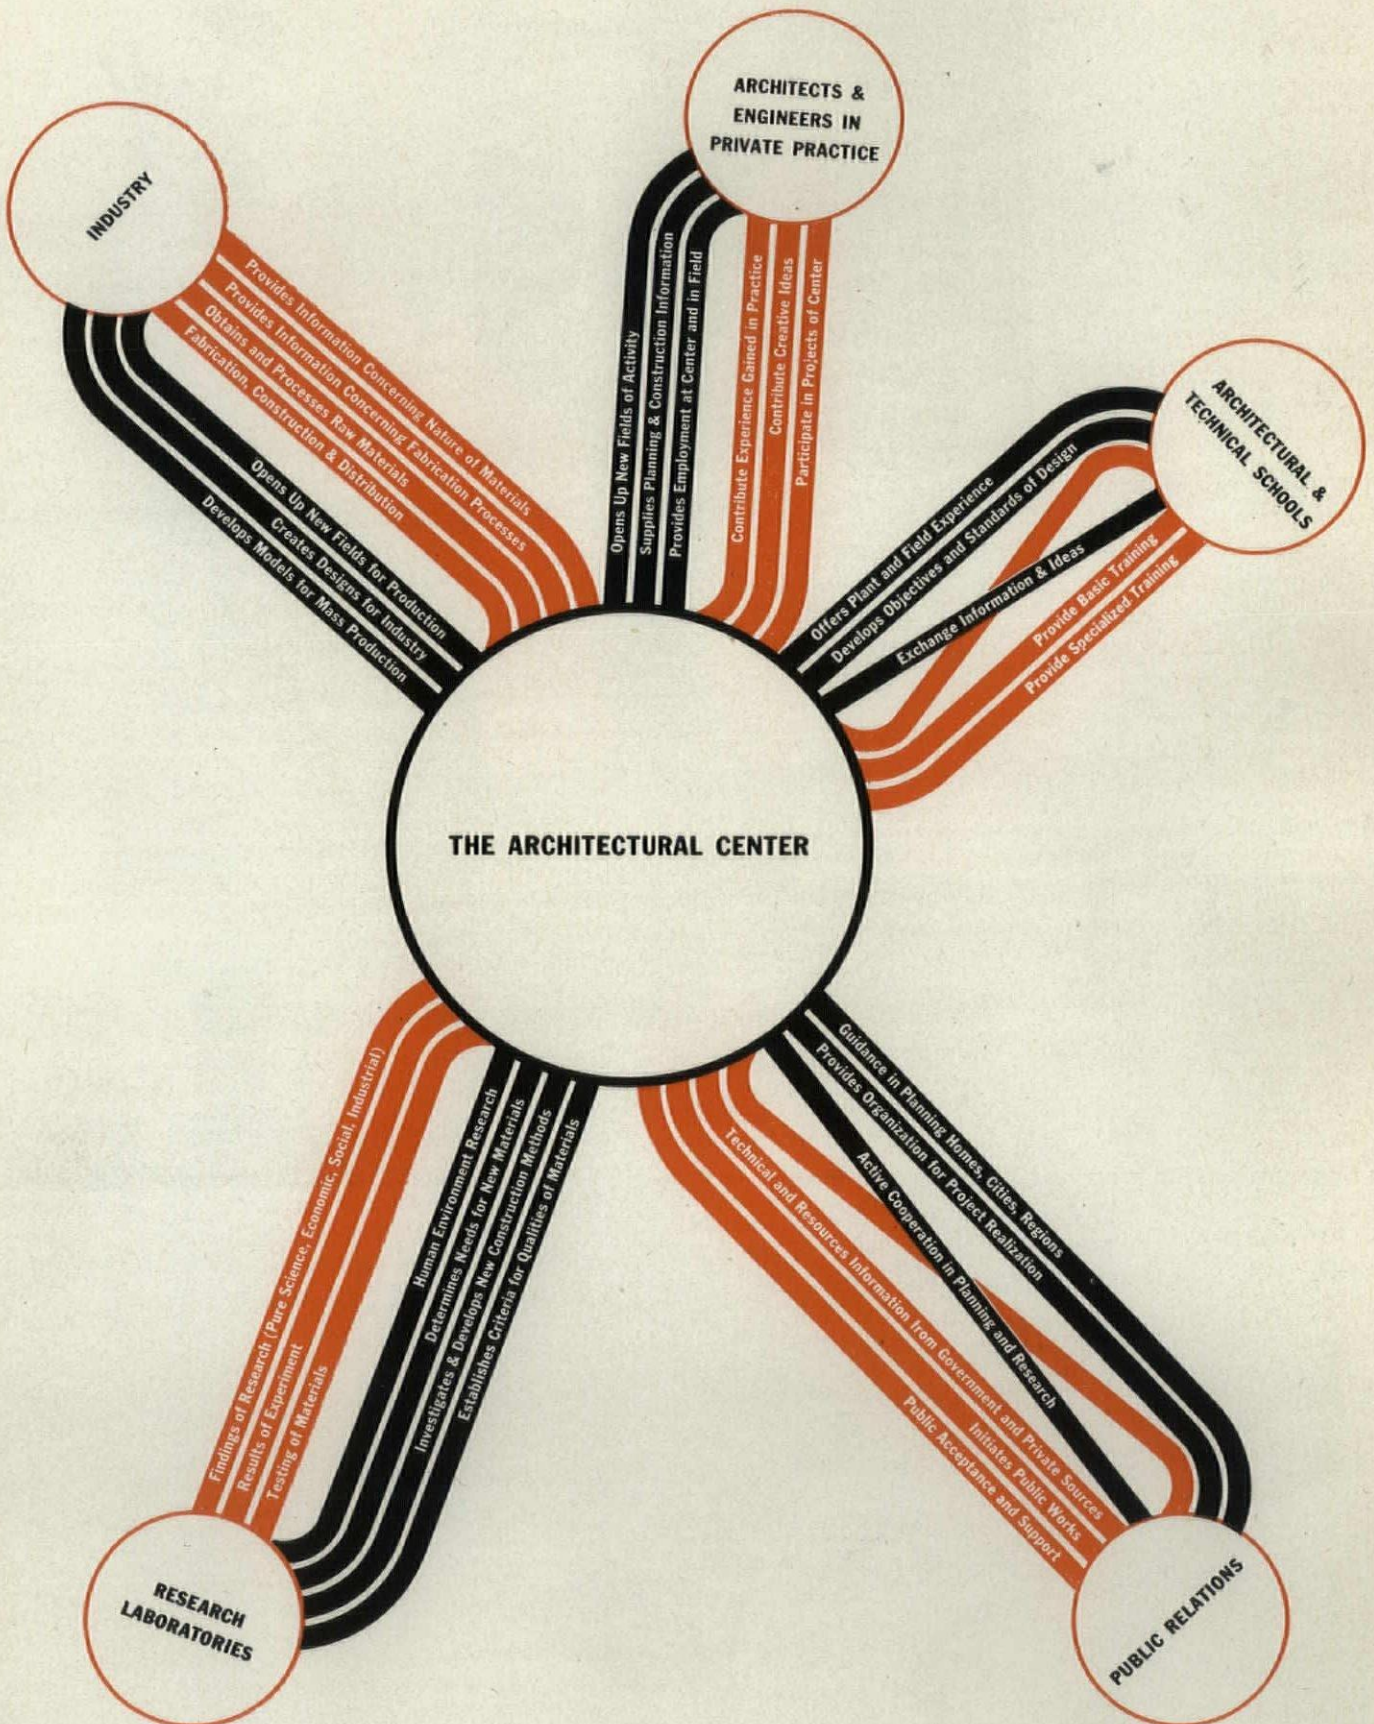 ARCHITECTS &
ENGINEERS IN
PRIVATE PRACTICE
INDUSTRY
Provides Information Concerning Nature of Materials
Provides Information Concerning Fabrication Processes
Obtains and Processes Raw Materials
Fabrication, Construction & Distribution
Opens Up New Fields for Production
Creates Designs for Industry
Develops Models for Mass Production
Opens Up New Fields of Activity
Supplies Planning & Construction Information
Provides Employment at Center and in Field
Contribute Experience Gained in Practice
Contribute Creative Ideas
Participate in Projects of Center
ARCHITECTURAL &
TECHNICAL SCHOOLS
Offers Plant and Field Experience
Develops Objectives and Standards of Design
Exchange Information & Ideas
Provide Basic Training
Provide Specialized Training
THE ARCHITECTURAL CENTER
Findings of Research (Pure Science, Economic, Social, Industrial)
Results of Experiment
Testing of Materials
Human Environment Research
Determines Needs for New Materials
Investigates & Develops New Construction Methods
Establishes Criteria for Qualities of Materials
Guidance in Planning Homes, Cities, Regions
Provides Organization for Project Realization
Active Cooperation in Planning and Research
Technical and Resources Information from Government and Private Sources
Initiates Public Works
Public Acceptance and Support
RESEARCH
LABORATORIES
PUBLIC RELATIONS